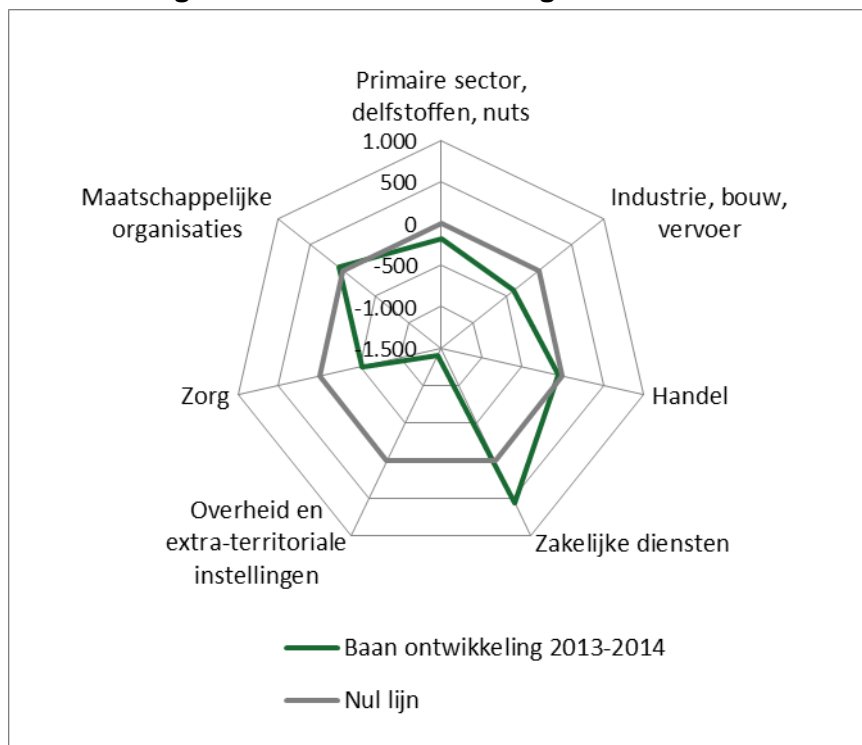 Primaire sector,
delfstoffen, nuts
1.000
500
0
-500
-1.000
-1.500
Maatschappelijke
organisaties
Industrie, bouw,
vervoer
Zorg
Handel
Overheid en
extra-territoriale
instellingen
Zakelijke diensten
Baan ontwikkeling 2013-2014
Nul lijn